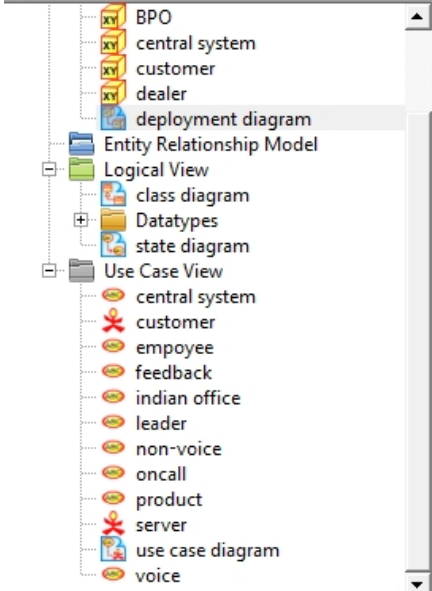 BPO
central system
customer
dealer
deployment diagram
Entity Relationship Model
Logical View
class diagram
Datatypes
state diagram
Use Case View
central system
customer
empoyee
feedback
indian office
leader
non-voice
oncall
product
server
use case diagram
voice